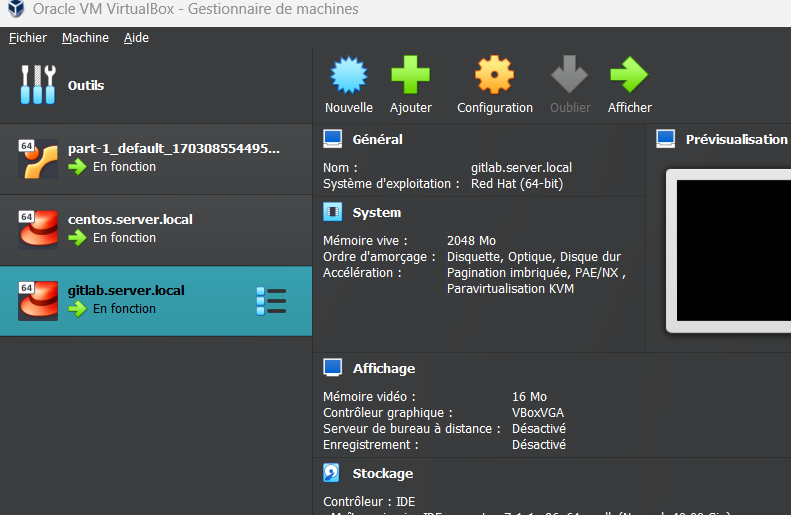 Oracle VM VirtualBox - Gestionnaire de machines
Fichier Machine Aide
Outils
Nouvelle Ajouter Configuration Oublier Afficher
64
part-1_default_170308554495...
En fonction
64
centos.server.local
En fonction
64
gitlab.server.local
En fonction
Général
Nom : gitlab.server.local
Système d'exploitation : Red Hat (64-bit)
System
Mémoire vive : 2048 Mo
Ordre d'amorçage : Disquette, Optique, Disque dur
Accélération : Pagination imbriquée, PAE/NX ,
Paravirtualisation KVM
Prévisualisation
Affichage
Mémoire vidéo : 16 Mo
Contrôleur graphique : VBoxVGA
Serveur de bureau à distance : Désactivé
Enregistrement : Désactivé
Stockage
Contrôleur : IDE